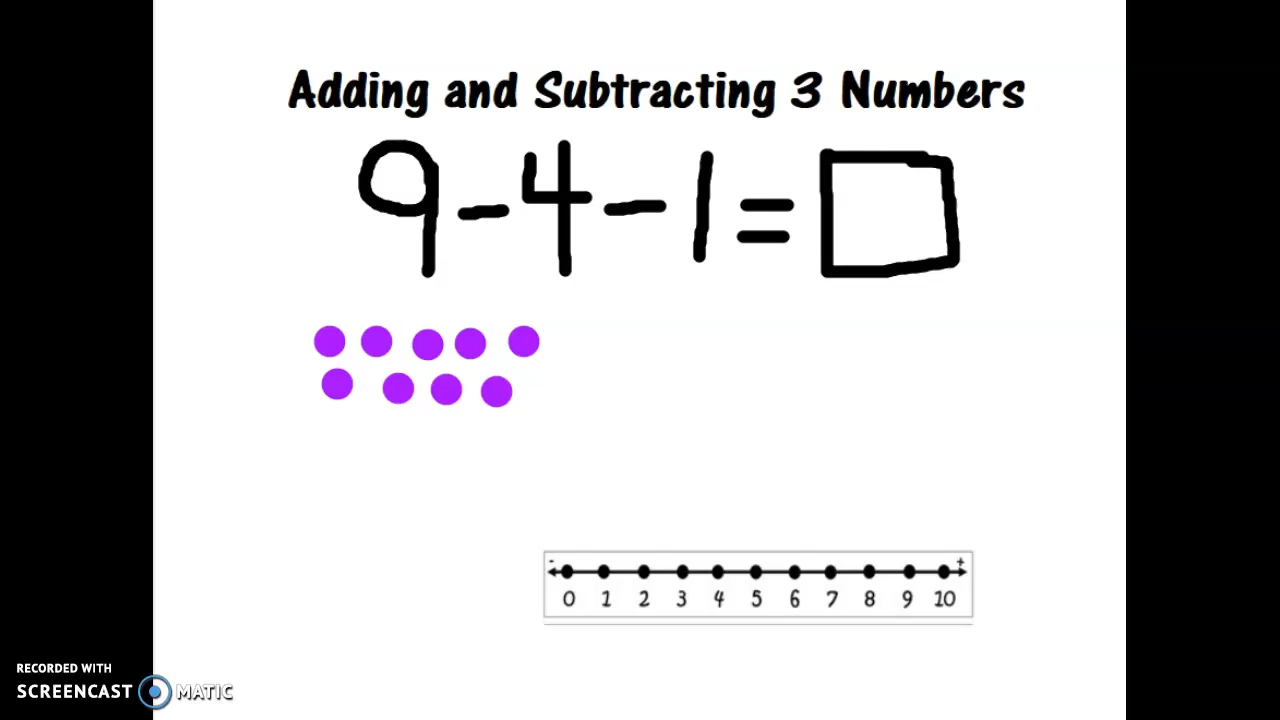 Adding and Subtracting 3 Numbers
9 - 4 - 1 =
- +
0 1 2 3 4 5 6 7 8 9 10
RECORDED WITH
SCREENCAST MATIC